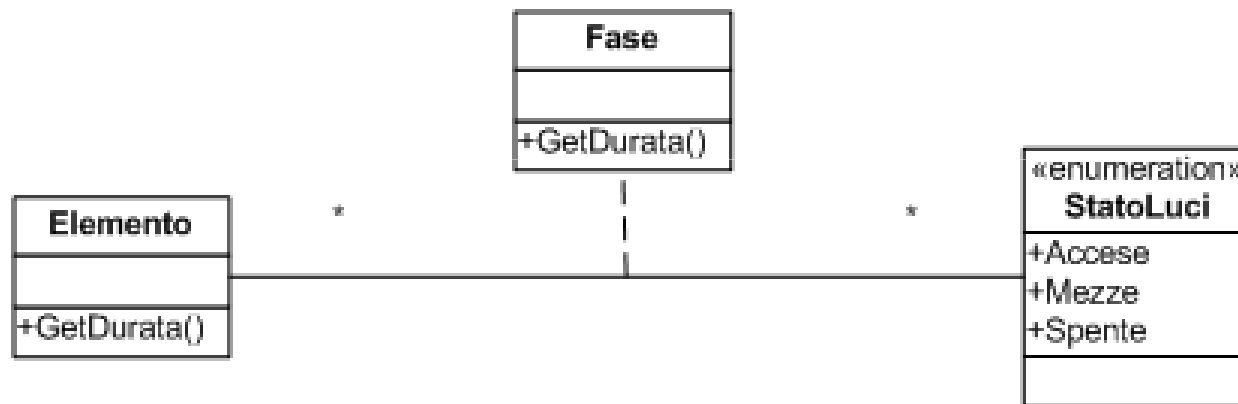 Fase
+GetDurata()
Elemento
+GetDurata()
*
*
«enumeration»
StatoLuci
+Accese
+Mezze
+Spente